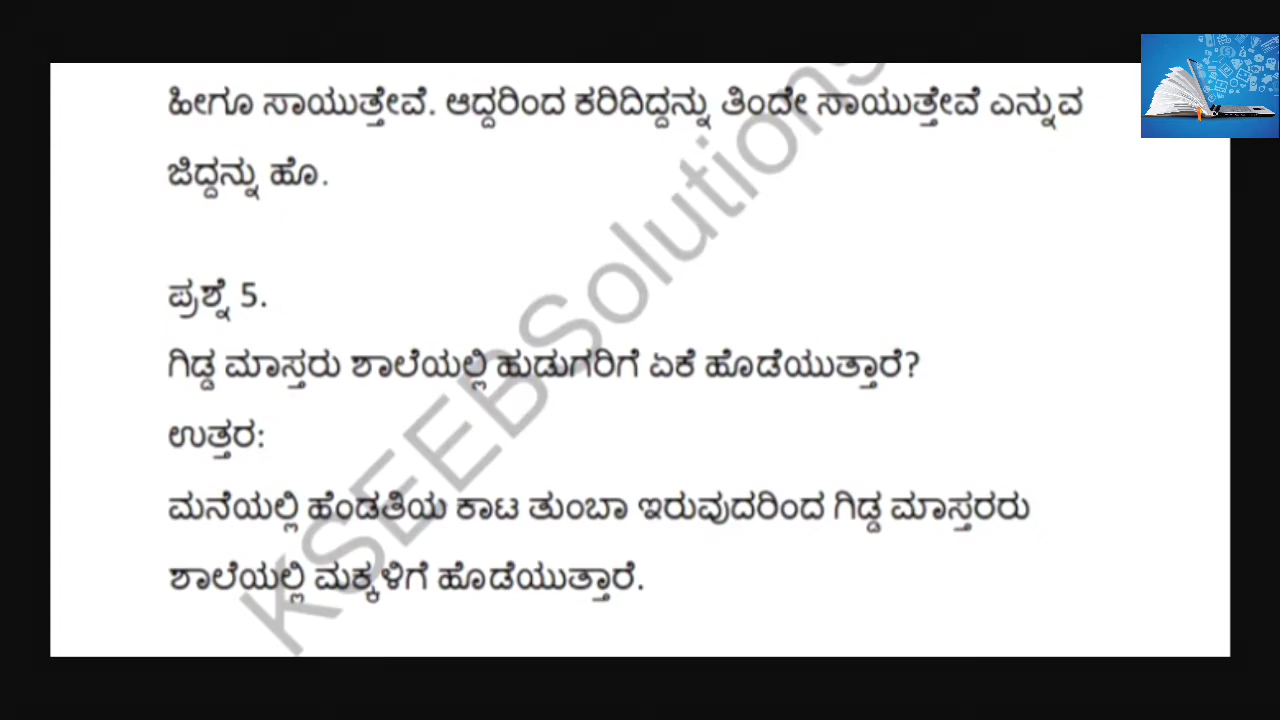 ಹೀಗೂ ಸಾಯುತ್ತೇವೆ. ಆದ್ದರಿಂದ ಕರಿದಿದ್ದನ್ನು ತಿಂದೇ ಸಾಯುತ್ತೇವೆ ಎನ್ನುವ
ಜಿದ್ದನ್ನು ಹೊ.
ಪ್ರಶ್ನೆ 5.
ಗಿಡ್ಡ ಮಾಸ್ತರು ಶಾಲೆಯಲ್ಲಿ ಹುಡುಗರಿಗೆ ಏಕೆ ಹೊಡೆಯುತ್ತಾರೆ?
ಉತ್ತರ:
ಮನೆಯಲ್ಲಿ ಹೆಂಡತಿಯ ಕಾಟ ತುಂಬಾ ಇರುವುದರಿಂದ ಗಿಡ್ಡ ಮಾಸ್ತರರು
ಶಾಲೆಯಲ್ಲಿ ಮಕ್ಕಳಿಗೆ ಹೊಡೆಯುತ್ತಾರೆ.
KSEEBSolutions